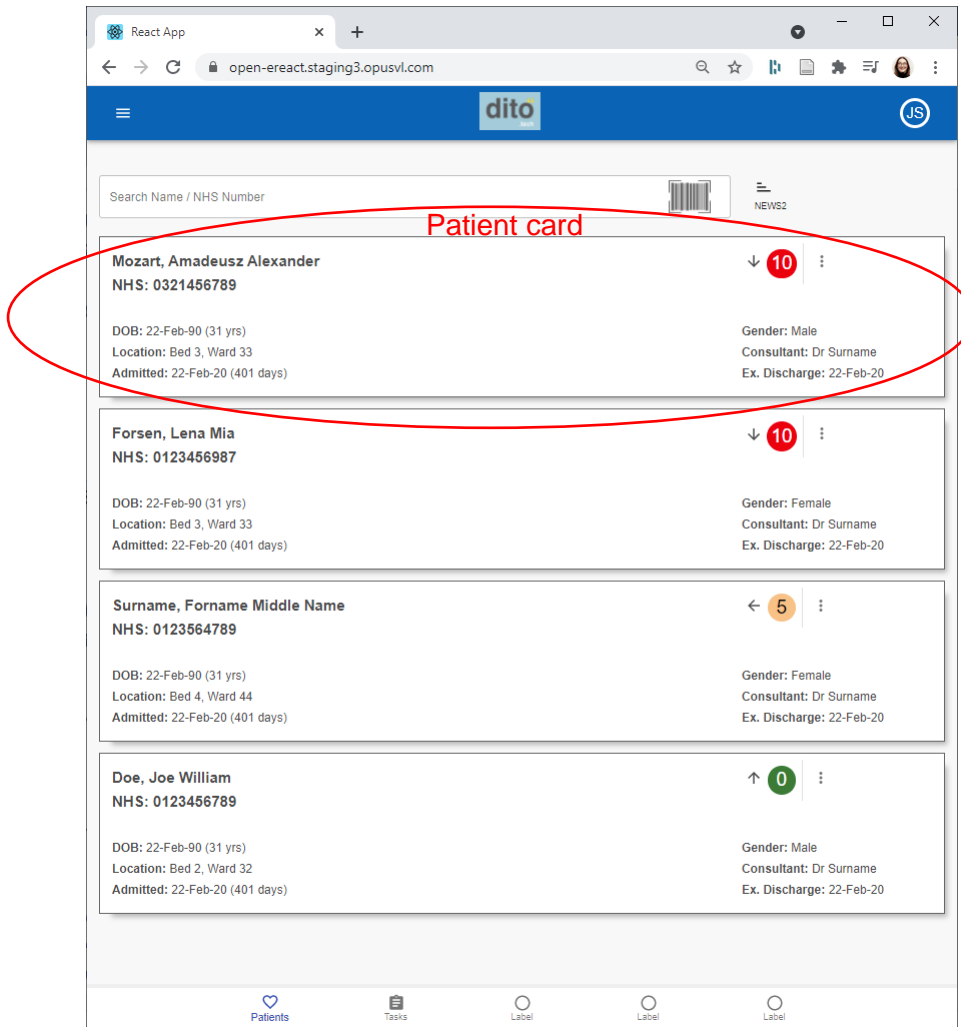 React App
open-ereact.staging3.opusvl.com
dito
JS
Search Name / NHS Number
NEWS2
Patient card
Mozart, Amadeusz Alexander
10
NHS: 0321456789
DOB: 22-Feb-90 (31 yrs)
Gender: Male
Location: Bed 3, Ward 33
Consultant: Dr Surname
Admitted: 22-Feb-20 (401 days)
Ex. Discharge: 22-Feb-20
Forsen, Lena Mia
10
NHS: 0123456987
DOB: 22-Feb-90 (31 yrs)
Gender: Female
Location: Bed 3, Ward 33
Consultant: Dr Surname
Admitted: 22-Feb-20 (401 days)
Ex. Discharge: 22-Feb-20
Surname, Forname Middle Name
5
NHS: 0123564789
DOB: 22-Feb-90 (31 yrs)
Gender: Female
Location: Bed 4, Ward 44
Consultant: Dr Surname
Admitted: 22-Feb-20 (401 days)
Ex. Discharge: 22-Feb-20
Doe, Joe William
0
NHS: 0123456789
DOB: 22-Feb-90 (31 yrs)
Gender: Male
Location: Bed 2, Ward 32
Consultant: Dr Surname
Admitted: 22-Feb-20 (401 days)
Ex. Discharge: 22-Feb-20
Patients
Tasks
Label
Label
Label